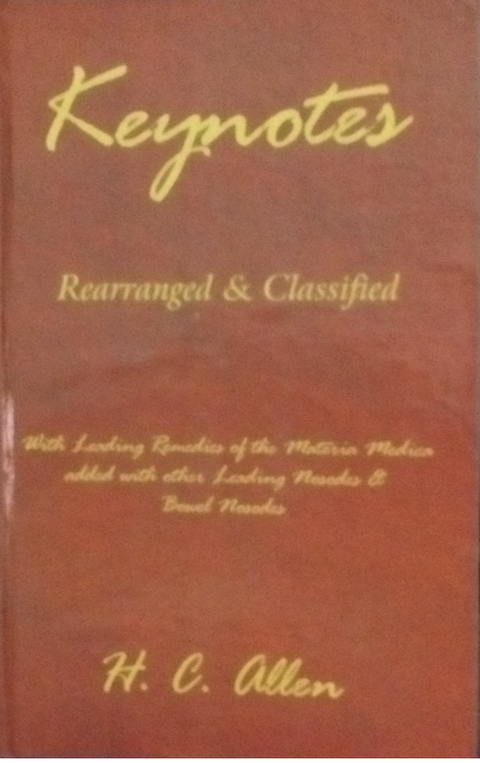 Keynotes
Rearranged & Classified
With Leading Remedies of the Materia Medica
added with other Leading Nosodes &
Bowel Nosodes
H. C. Allen